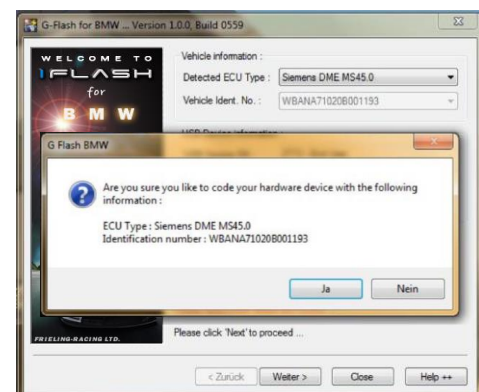 G-Flash for BMW ... Version 1.0.0, Build 0559
WELCOME TO
IFLASH
for
BMW
Vehicle information :
Detected ECU Type : Siemens DME MS45.0
Vehicle Ident. No. : WBANA71020B001193
G Flash BMW
Are you sure you like to code your hardware device with the following
information :
ECU Type : Siemens DME MS45.0
Identification number : WBANA71020B001193
Ja Nein
FRIELING-RACING LTD.
Please click 'Next' to proceed ...
< Zurück Weiter > Close Help ++